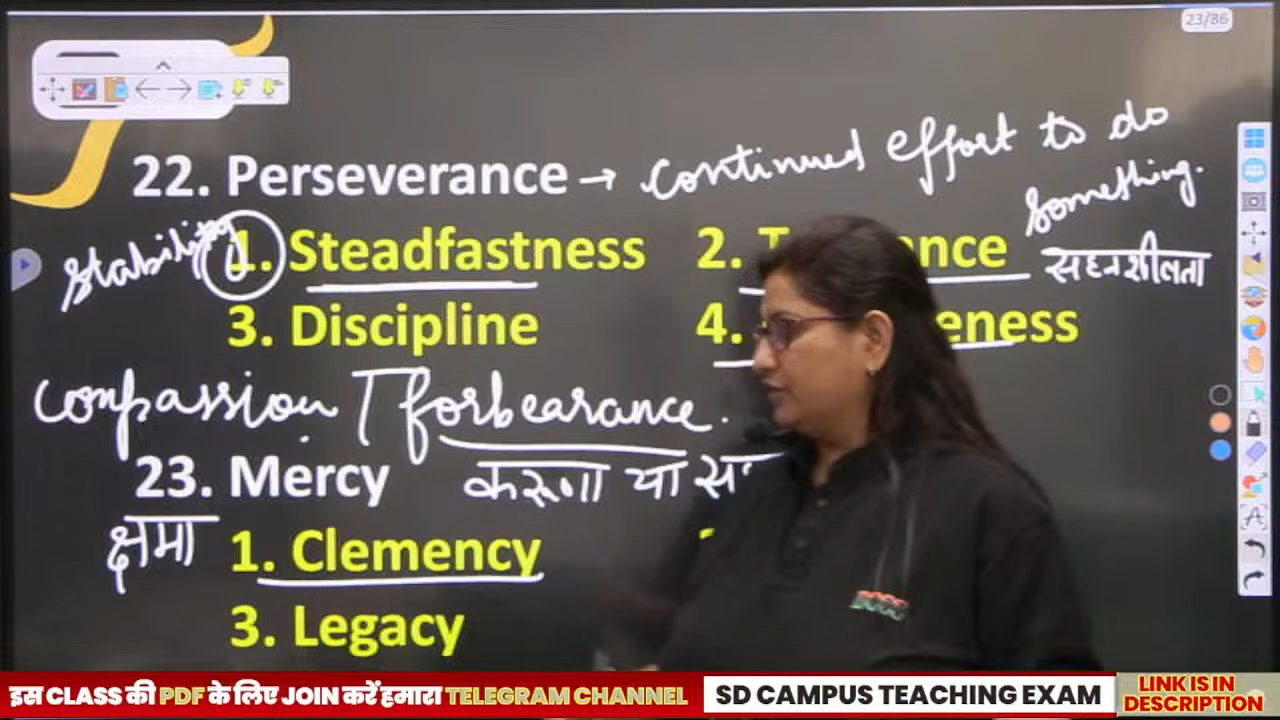 23/86
22. Perseverance → continued effort to do
something.
stability
1. Steadfastness 2. सहनशीलता
3. Discipline 4.
compassion / forbearance.
23. Mercy करुणा या
क्षमा
1. Clemency
3. Legacy
इस CLASS की PDF के लिए JOIN करें हमारा TELEGRAM CHANNEL SD CAMPUS TEACHING EXAM LINK IS IN
DESCRIPTION